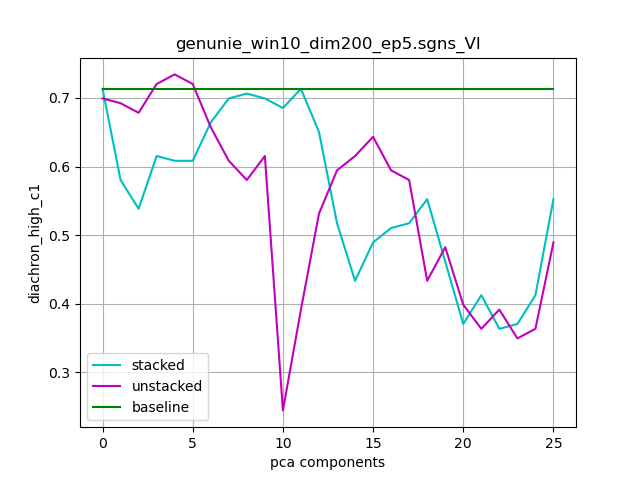 genunie_win10_dim200_ep5.sgns_VI
diachron_high_c1
0.7
0.6
0.5
0.4
0.3
stacked
unstacked
baseline
0 5 10 15 20 25
pca components